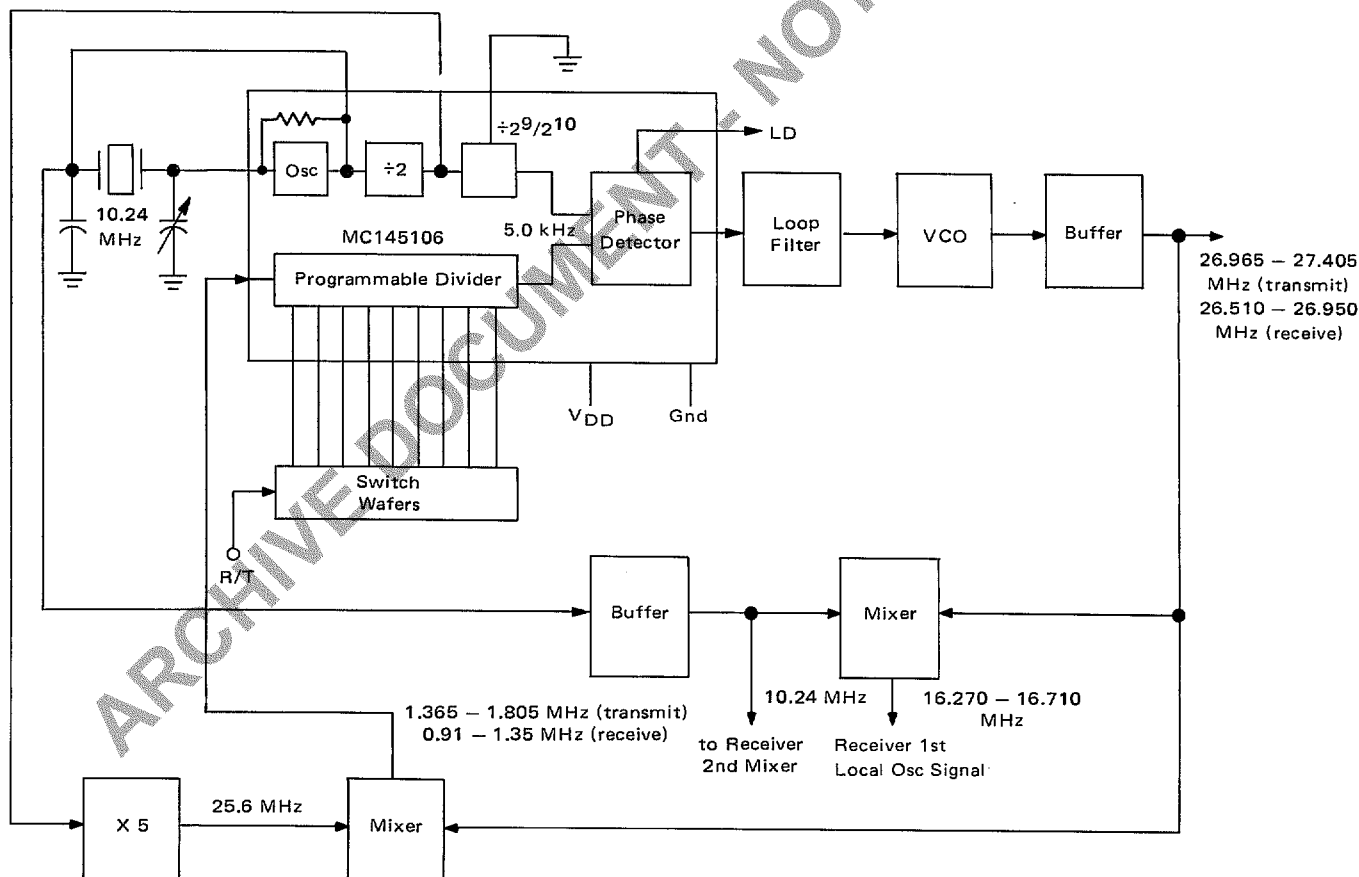 ÷2⁹/2¹⁰
LD
Osc
÷2
10.24
MHz
MC145106
5.0 kHz
Phase
Detector
Loop
Filter
VCO
Buffer
Programmable Divider
26.965 – 27.405
MHz (transmit)
26.510 – 26.950
MHz (receive)
VDD
Gnd
Switch
Wafers
R/T
Buffer
Mixer
10.24 MHz
16.270 – 16.710
MHz
1.365 – 1.805 MHz (transmit)
0.91 – 1.35 MHz (receive)
to Receiver
2nd Mixer
Receiver 1st
Local Osc Signal
X 5
25.6 MHz
Mixer
ARCHIVE DOCUMENT - NOT